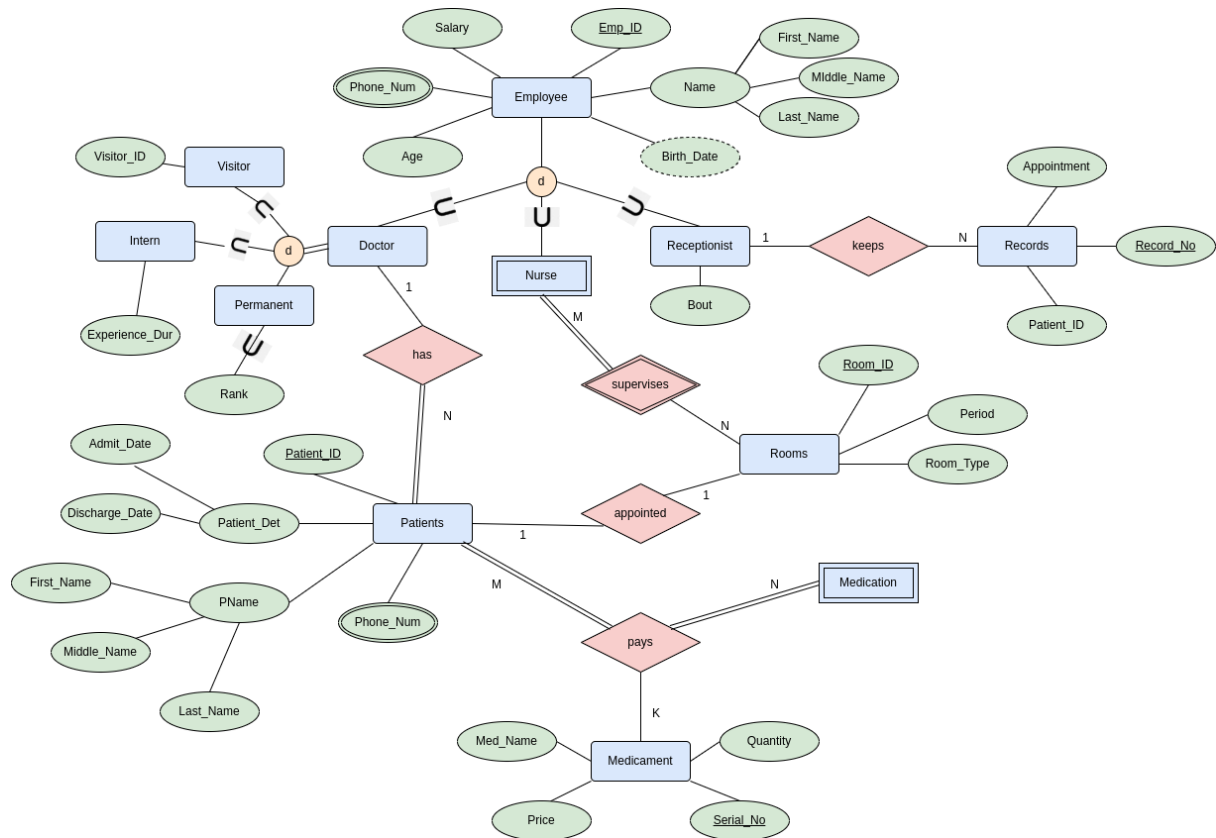 Salary
Emp_ID
First_Name
Phone_Num
Employee
Name
MIddle_Name
Last_Name
Age
Birth_Date
Visitor_ID
Visitor
d
Appointment
Intern
d
Doctor
Receptionist
1
keeps
N
Records
Record_No
Nurse
1
Permanent
Bout
M
Patient_ID
Experience_Dur
has
Room_ID
supervises
Rank
N
N
Period
Admit_Date
Patient_ID
Rooms
Room_Type
1
Discharge_Date
Patient_Det
Patients
1
appointed
First_Name
PName
M
N
Medication
Phone_Num
Middle_Name
pays
Last_Name
K
Med_Name
Medicament
Quantity
Price
Serial_No